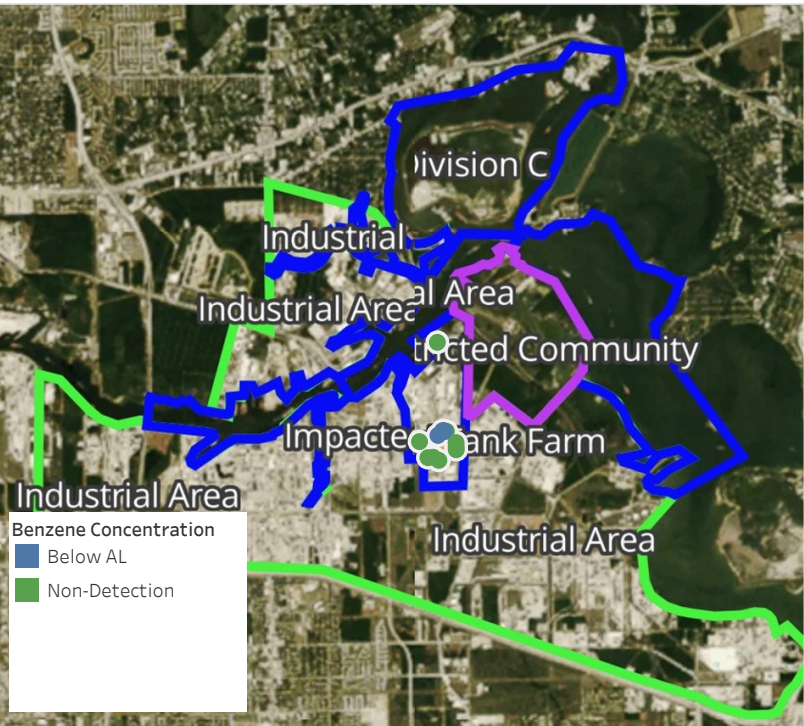 Division C
Industrial
al Area
Industrial Area
tricted Community
Impacte
ank Farm
Industrial Area
Industrial Area
Benzene Concentration
Below AL
Non-Detection